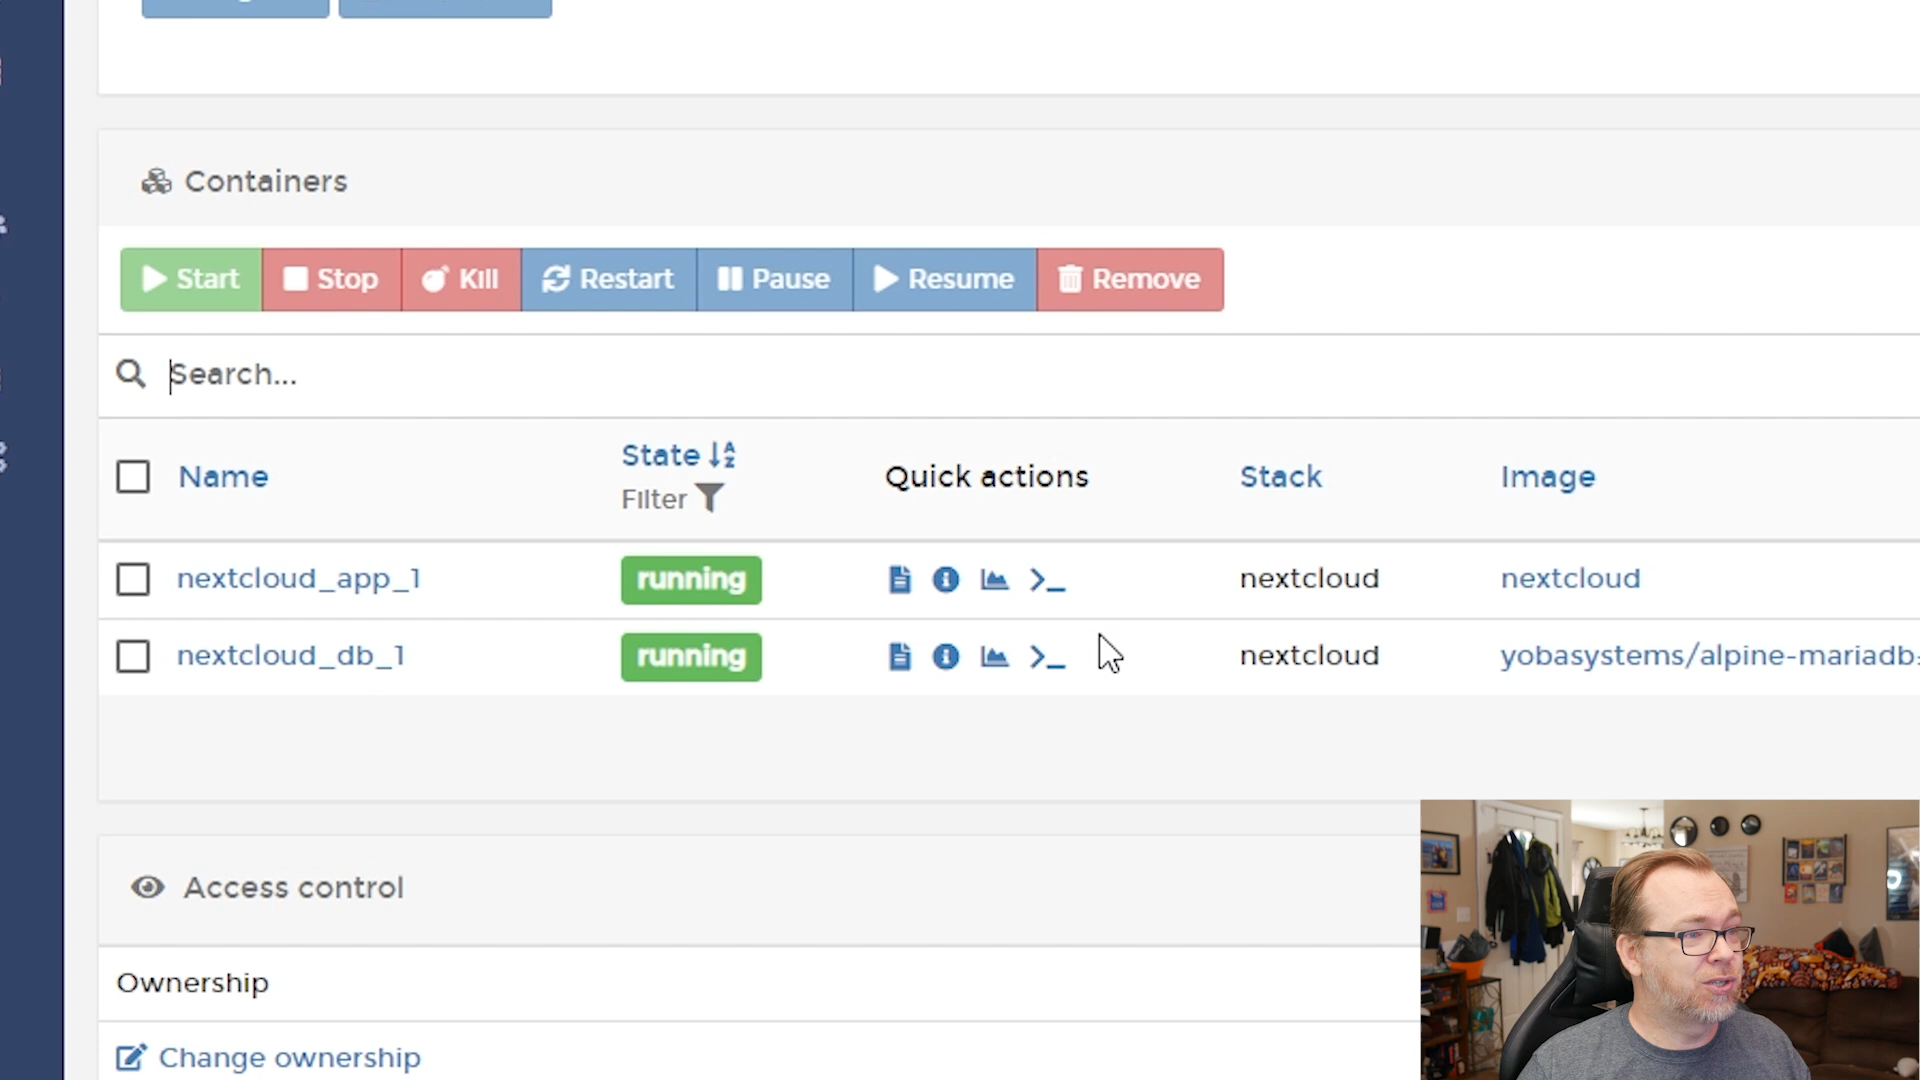 Containers
Start Stop Kill Restart Pause Resume Remove
Search...
Name State Filter Quick actions Stack Image
nextcloud_app_1 running >_ nextcloud nextcloud
nextcloud_db_1 running >_ nextcloud yobasystems/alpine-mariadb:
Access control
Ownership
Change ownership